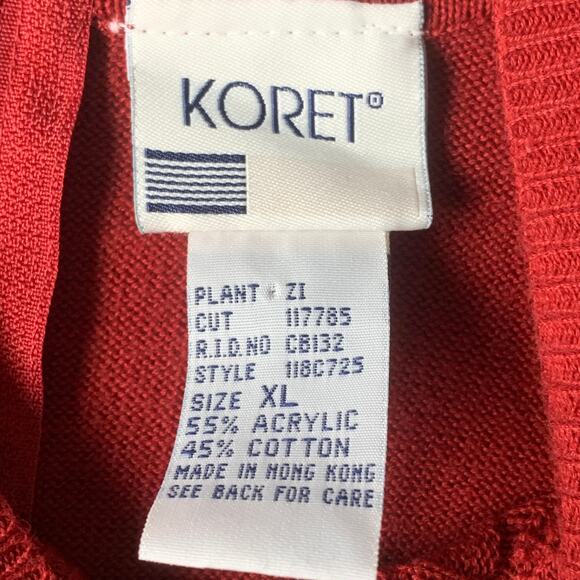 KORET®
PLANT # ZI
CUT 117785
R.I.D. NO CB132
STYLE 118C725
SIZE XL
55% ACRYLIC
45% COTTON
MADE IN HONG KONG
SEE BACK FOR CARE